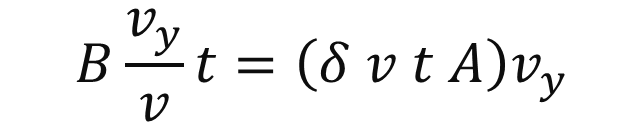 B v_y/v t = (δ v t A)v_y